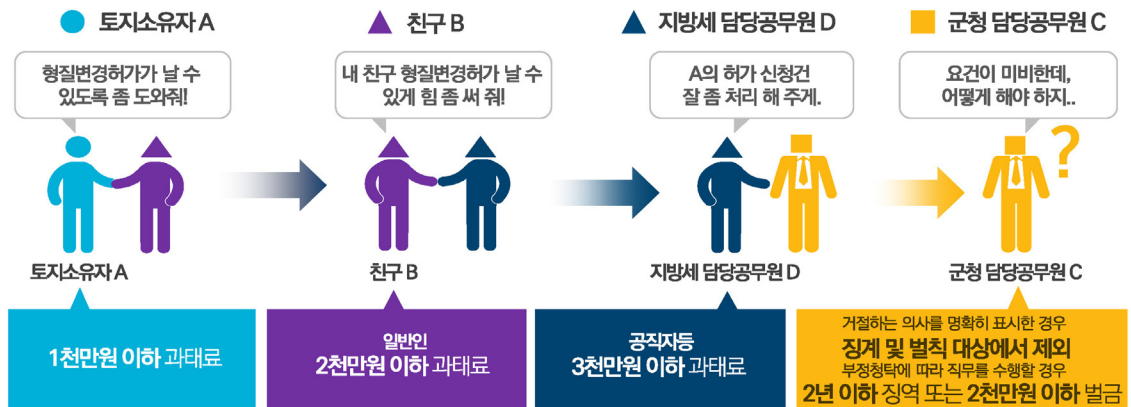 토지소유자 A
친구 B
지방세 담당공무원 D
군청 담당공무원 C
형질변경허가가 날 수
있도록 좀 도와줘!
내 친구 형질변경허가 날 수
있게 힘 좀 써 줘!
A의 허가 신청건
잘 좀 처리 해 주게.
요건이 미비한데,
어떻게 해야 하지..
?
토지소유자 A
친구 B
지방세 담당공무원 D
군청 담당공무원 C
1천만원 이하 과태료
일반인
2천만원 이하 과태료
공직자등
3천만원 이하 과태료
거절하는 의사를 명확히 표시한 경우
징계 및 벌칙 대상에서 제외
부정청탁에 따라 직무를 수행할 경우
2년 이하 징역 또는 2천만원 이하 벌금